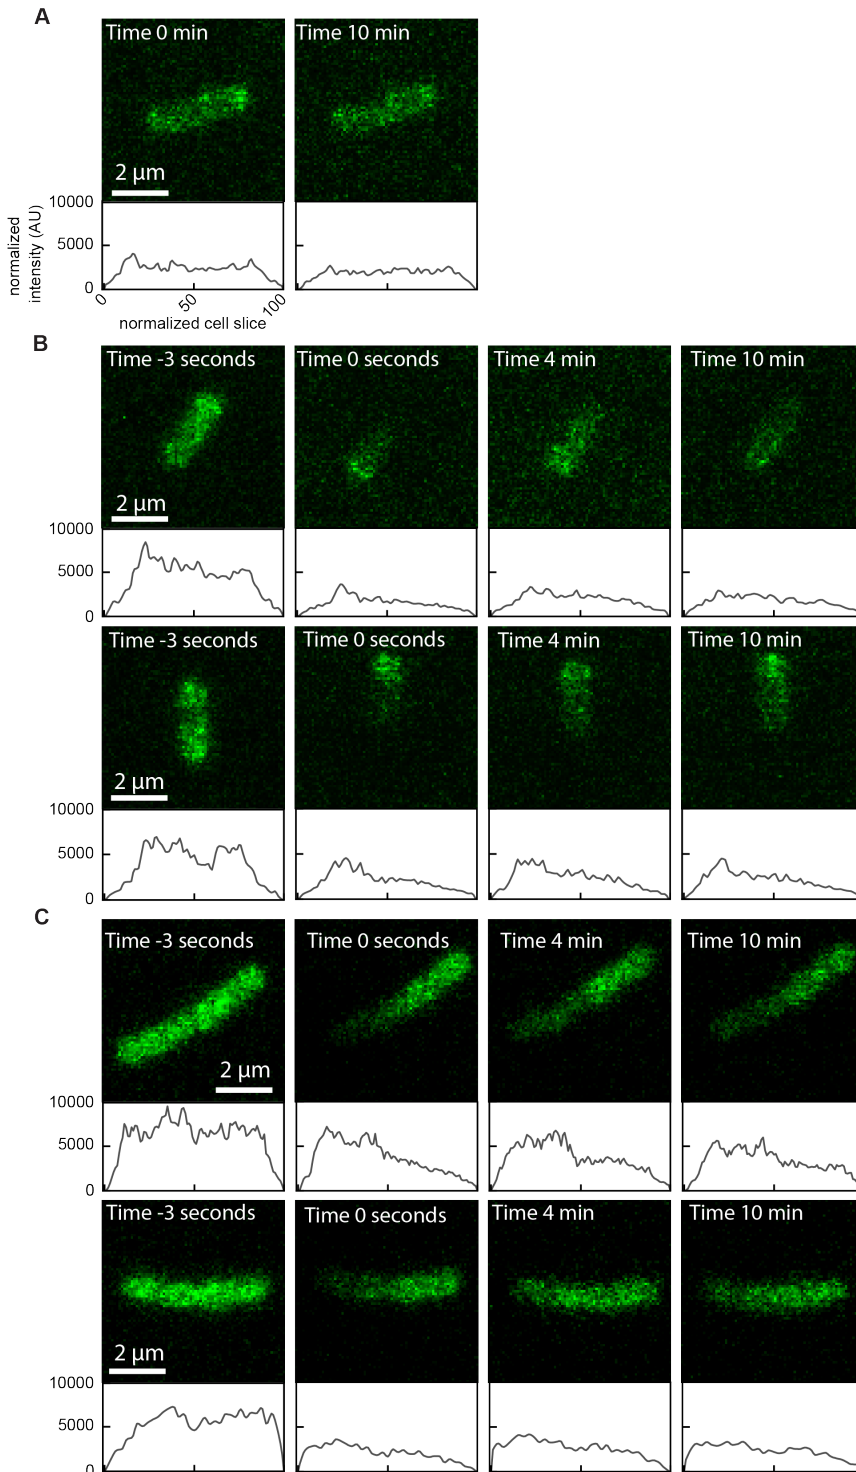 A
Time 0 min
Time 10 min
2 µm
normalized
intensity (AU)
10000
5000
0
0
50
100
normalized cell slice
B
Time -3 seconds
Time 0 seconds
Time 4 min
Time 10 min
2 µm
10000
5000
0
Time -3 seconds
Time 0 seconds
Time 4 min
Time 10 min
2 µm
10000
5000
0
C
Time -3 seconds
Time 0 seconds
Time 4 min
Time 10 min
2 µm
10000
5000
0
Time -3 seconds
Time 0 seconds
Time 4 min
Time 10 min
2 µm
10000
5000
0